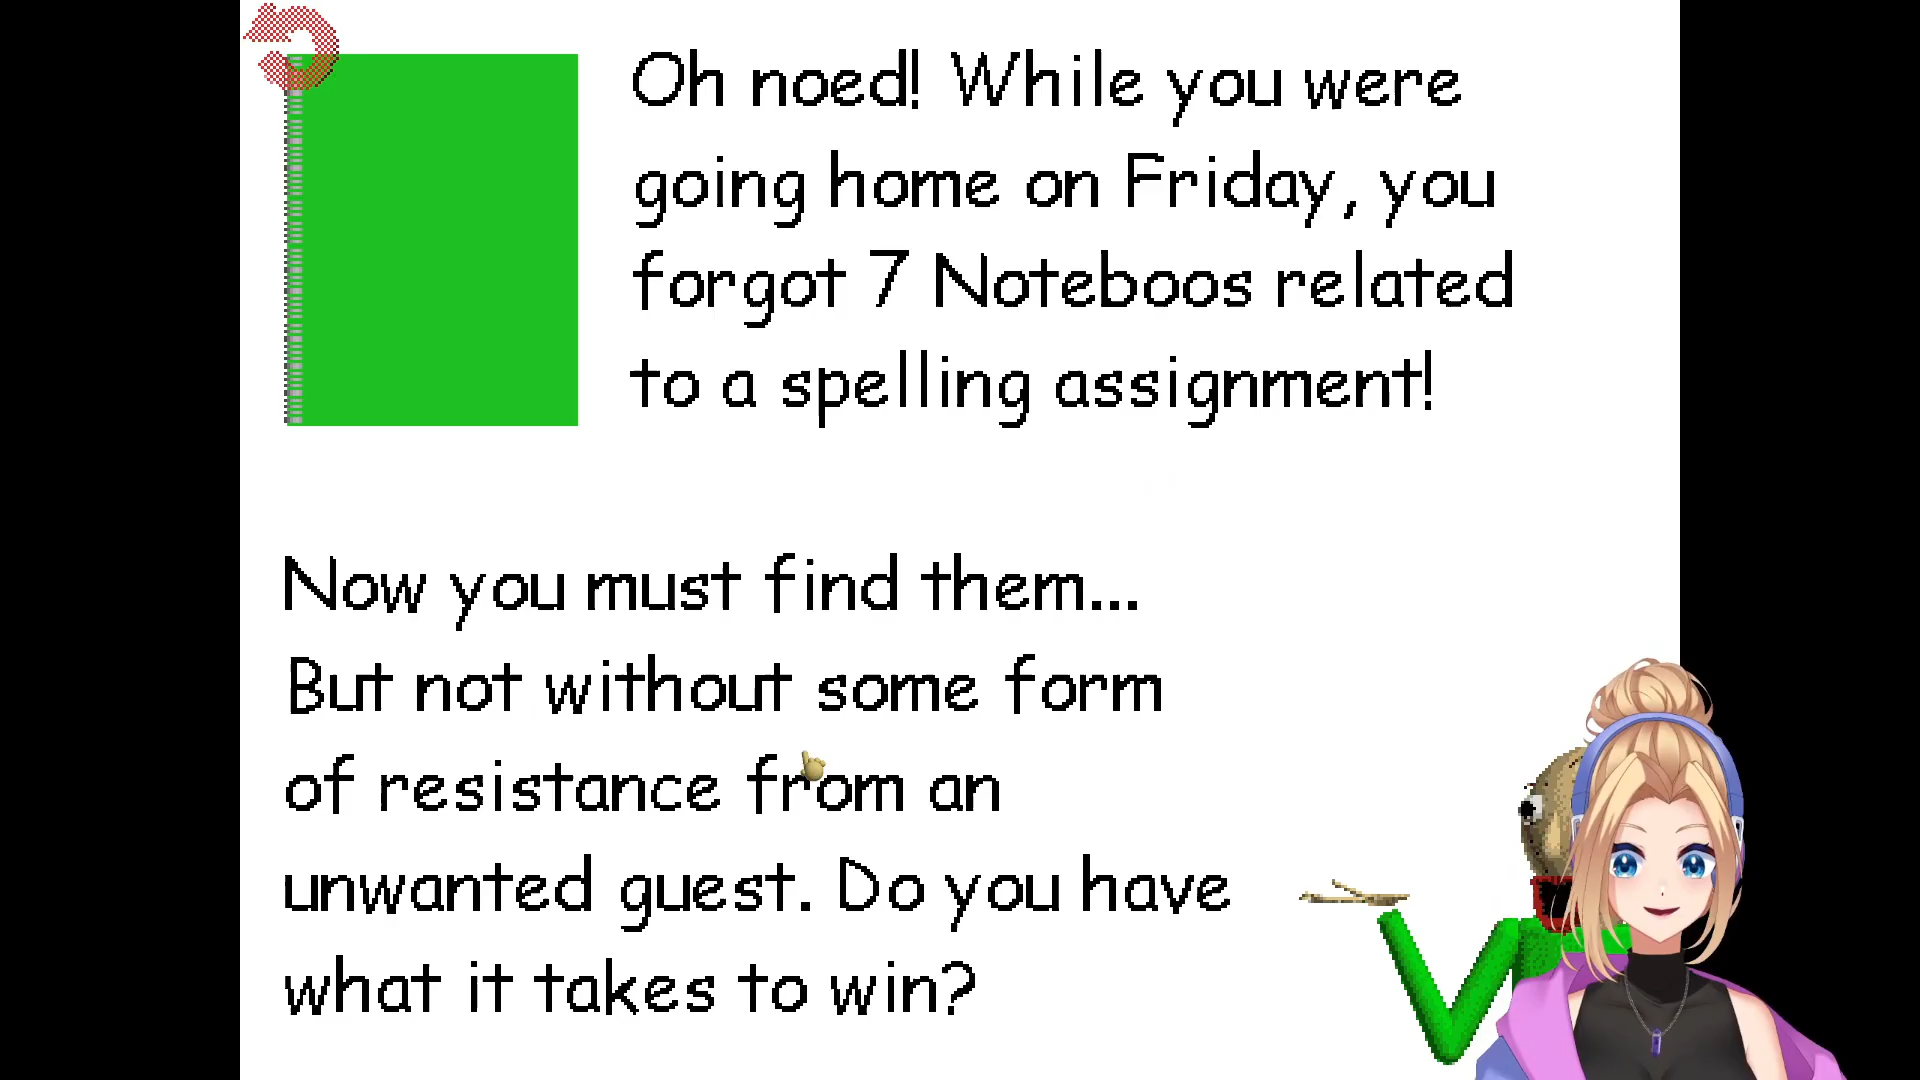 Oh noed! While you were
going home on Friday, you
forgot 7 Noteboos related
to a spelling assignment!
Now you must find them...
But not without some form
of resistance from an
unwanted guest. Do you have
what it takes to win?